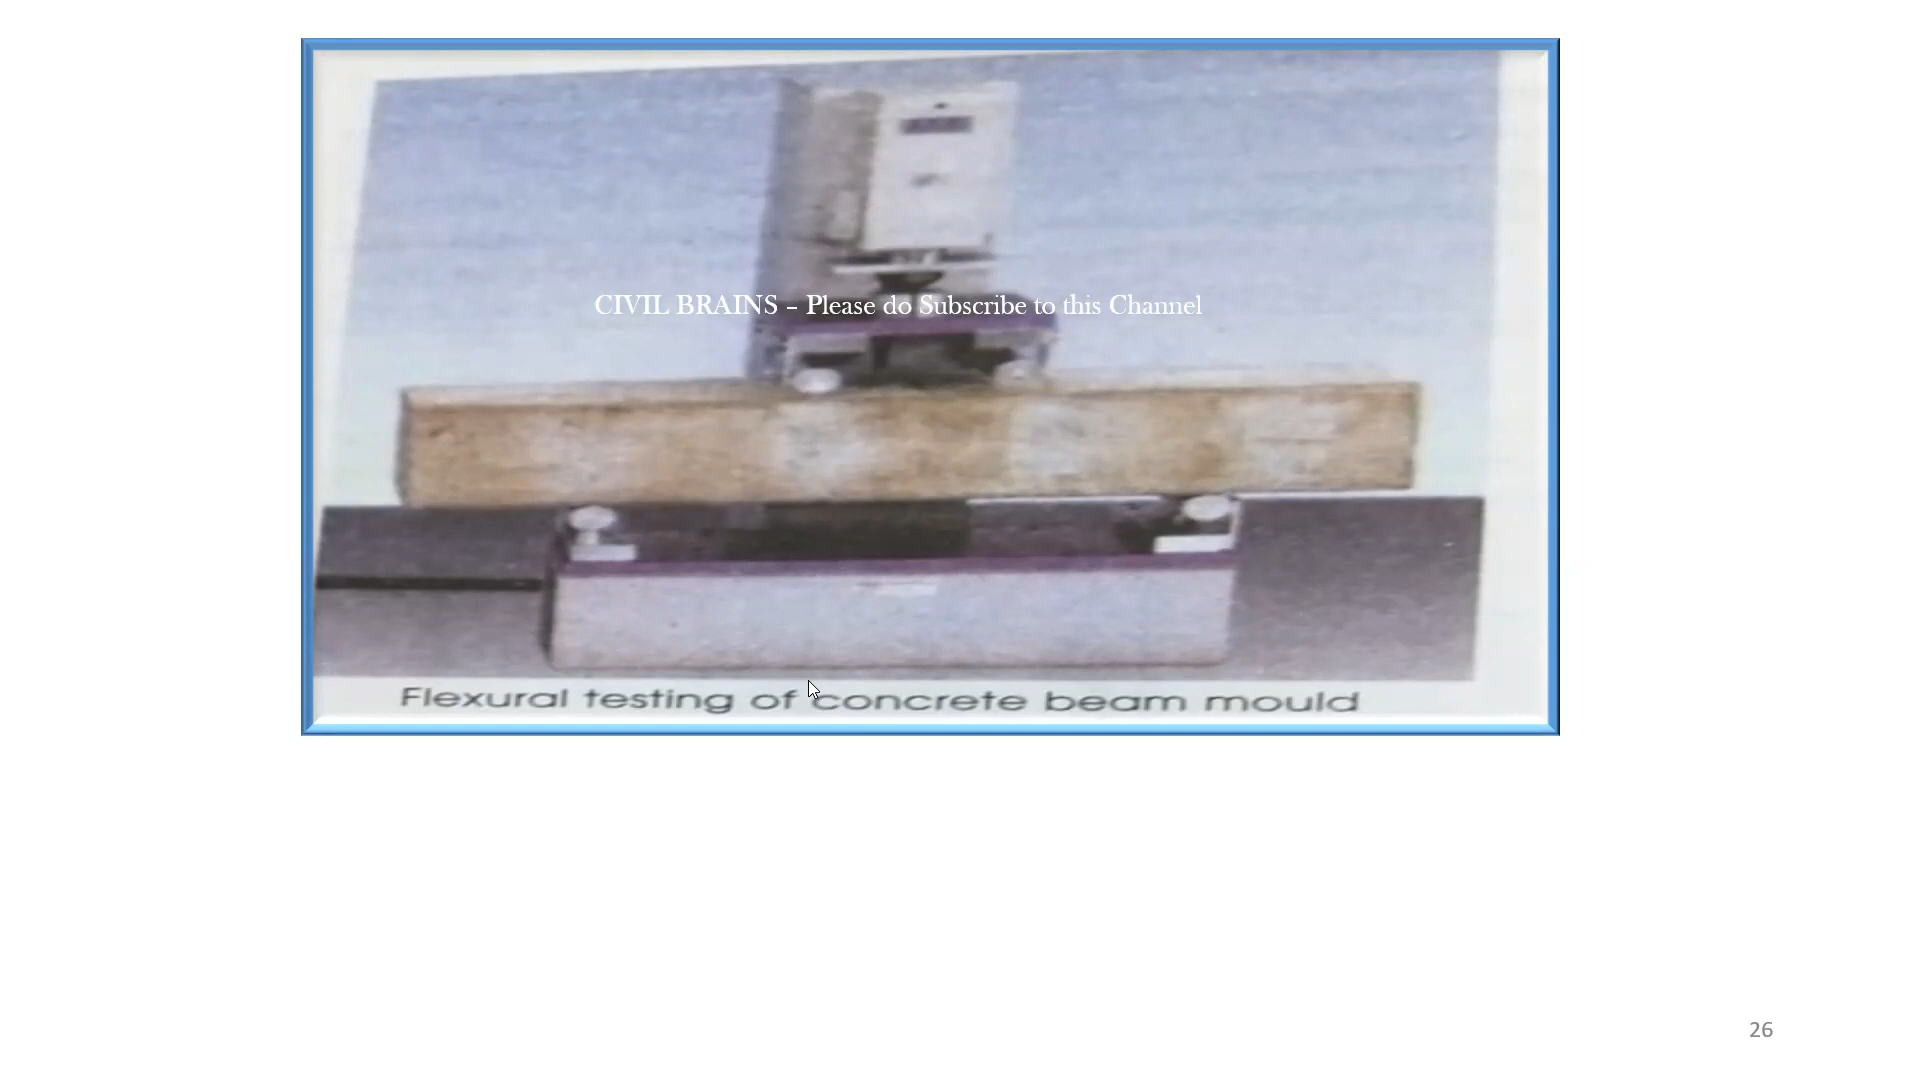 CIVIL BRAINS – Please do Subscribe to this Channel
Flexural testing of concrete beam mould
26